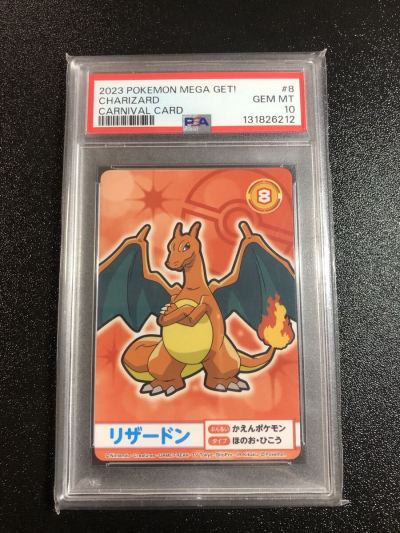 2023 POKEMON MEGA GET! #8
CHARIZARD GEM MT
CARNIVAL CARD 10
PSA 131826212
8
リザードン
ぶんるい かえんポケモン
タイプ ほのお・ひこう